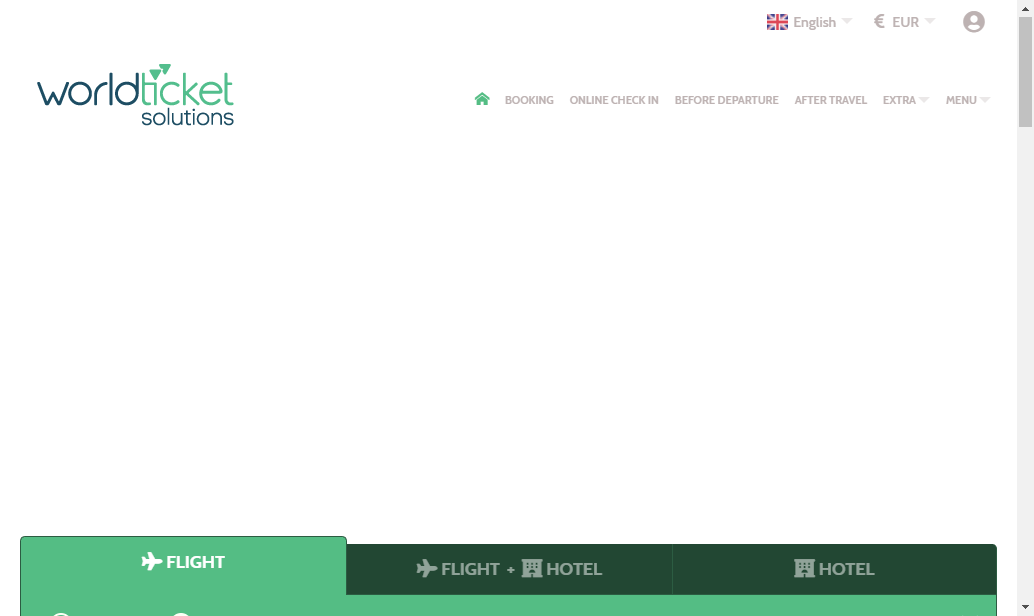 English € EUR
worldticket
solutions
BOOKING ONLINE CHECK IN BEFORE DEPARTURE AFTER TRAVEL EXTRA MENU
FLIGHT FLIGHT + HOTEL HOTEL